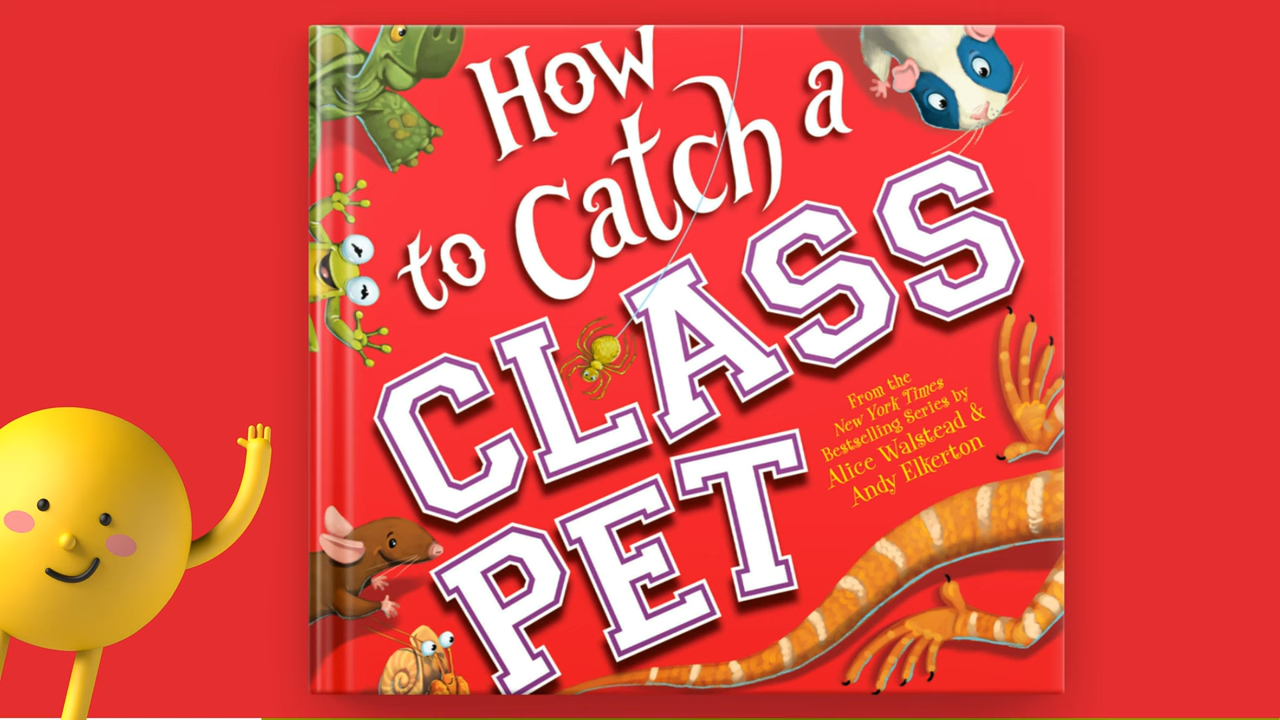 How
to Catch a
CLASS
PET
From the
New York Times
Bestselling Series by
Alice Walstead &
Andy Elkerton